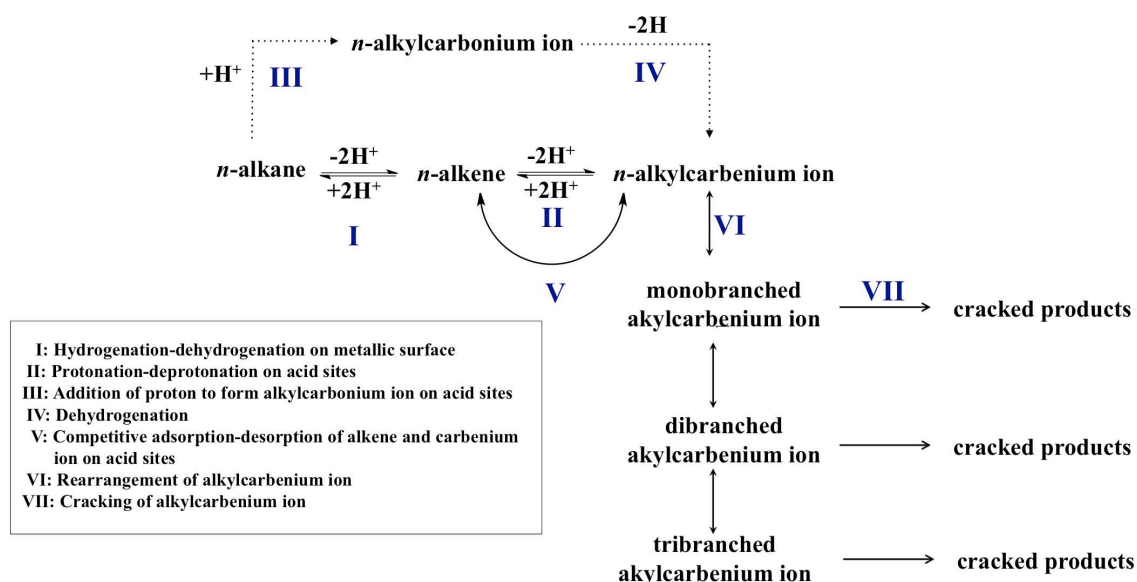 -2H
n-alkylcarbonium ion
+H⁺
III
IV
n-alkane
-2H⁺
+2H⁺
n-alkene
-2H⁺
+2H⁺
n-alkylcarbenium ion
I
II
VI
V
monobranched
akylcarbenium ion
VII
cracked products
I: Hydrogenation-dehydrogenation on metallic surface
II: Protonation-deprotonation on acid sites
III: Addition of proton to form alkylcarbonium ion on acid sites
IV: Dehydrogenation
V: Competitive adsorption-desorption of alkene and carbenium
ion on acid sites
VI: Rearrangement of alkylcarbenium ion
VII: Cracking of alkylcarbenium ion
dibranched
akylcarbenium ion
cracked products
tribranched
akylcarbenium ion
cracked products